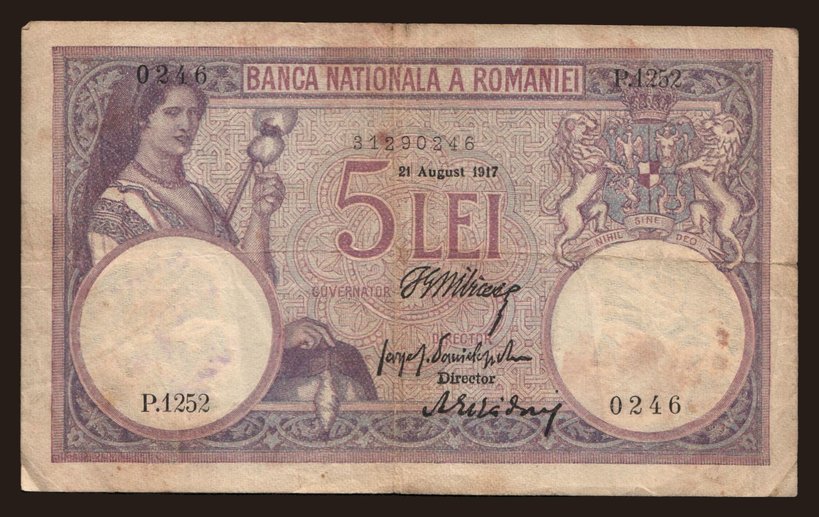 0246 BANCA NATIONALA A ROMANIEI P.1252
31290246
21 August 1917
5 LEI
NIHIL SINE DEO
GUVERNATOR
DIRECTOR
Director
P.1252 0246